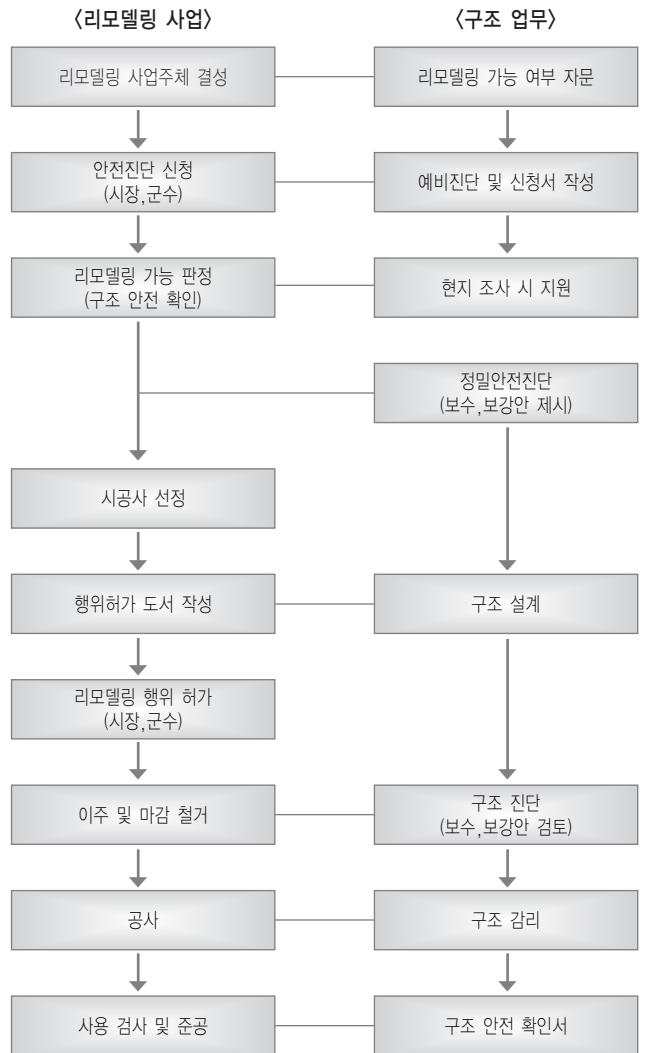 〈리모델링 사업〉
〈구조 업무〉
리모델링 사업주체 결성
리모델링 가능 여부 자문
안전진단 신청
(시장,군수)
예비진단 및 신청서 작성
리모델링 가능 판정
(구조 안전 확인)
현지 조사 시 지원
정밀안전진단
(보수,보강안 제시)
시공사 선정
행위허가 도서 작성
구조 설계
리모델링 행위 허가
(시장,군수)
이주 및 마감 철거
구조 진단
(보수,보강안 검토)
공사
구조 감리
사용 검사 및 준공
구조 안전 확인서